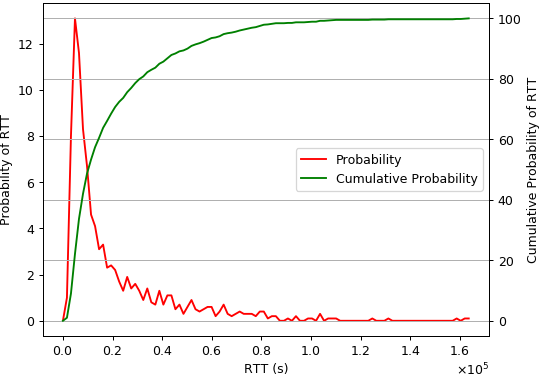 Probability of RTT
12
10
8
6
4
2
0
100
80
60
40
20
0
Cumulative Probability of RTT
Probability
Cumulative Probability
0.0 0.2 0.4 0.6 0.8 1.0 1.2 1.4 1.6
×10⁵
RTT (s)